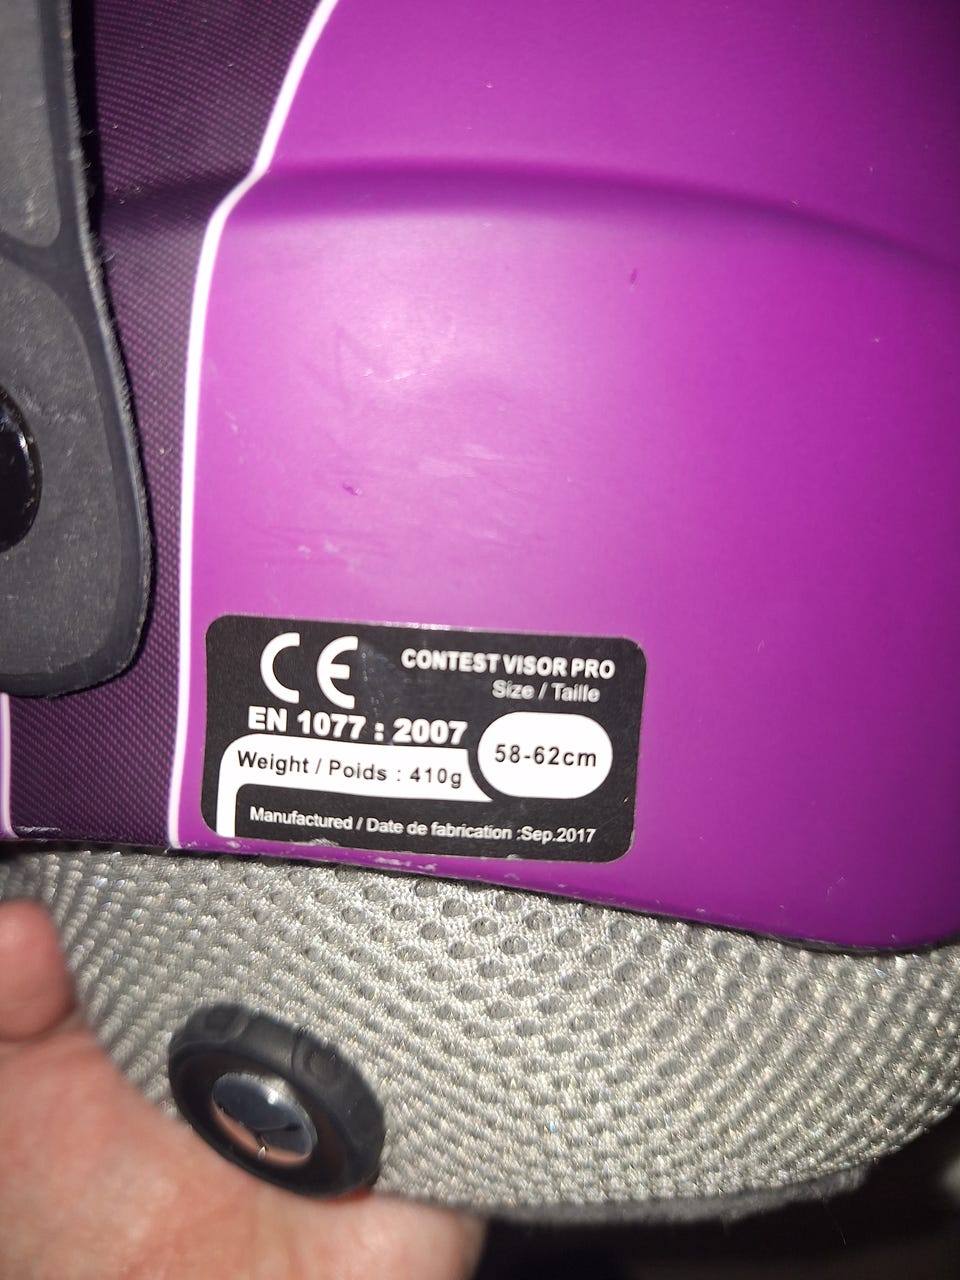 CE
CONTEST VISOR PRO
Size / Taille
EN 1077 : 2007
58-62cm
Weight / Poids : 410g
Manufactured / Date de fabrication :Sep.2017